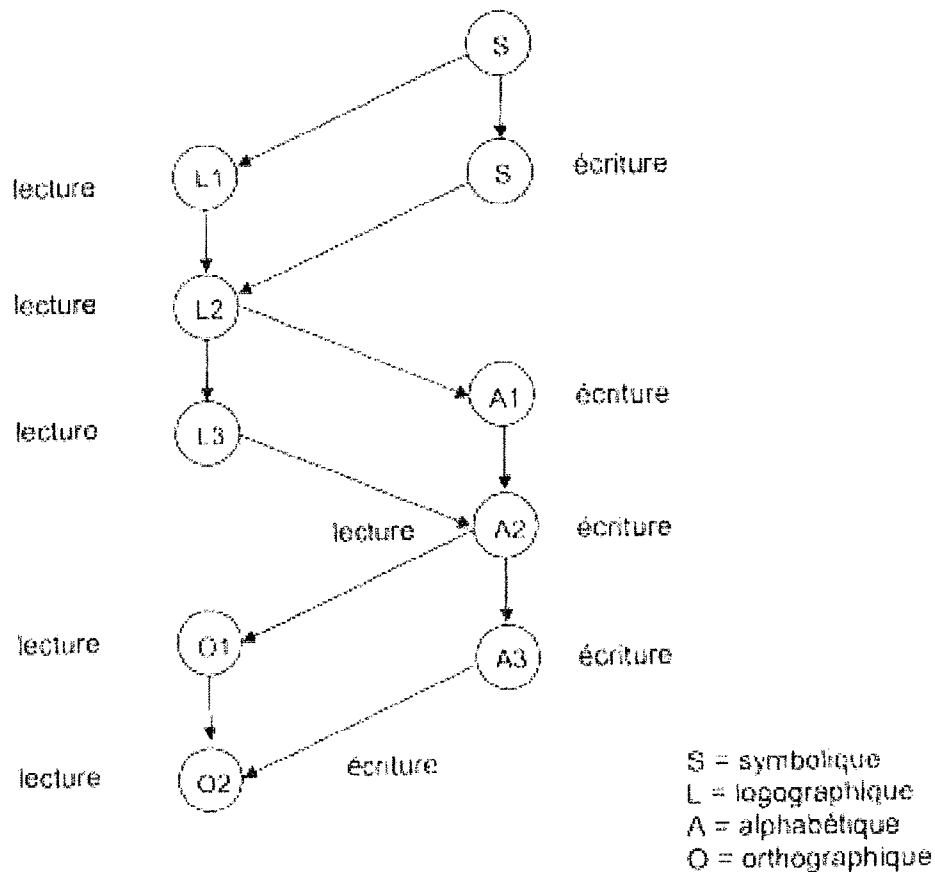 S
lecture L1 S écriture
lecture L2
A1 écriture
lecture L3
lecture A2 écriture
lecture O1 A3 écriture
lecture O2 écriture
S = symbolique
L = logographique
A = alphabétique
O = orthographique